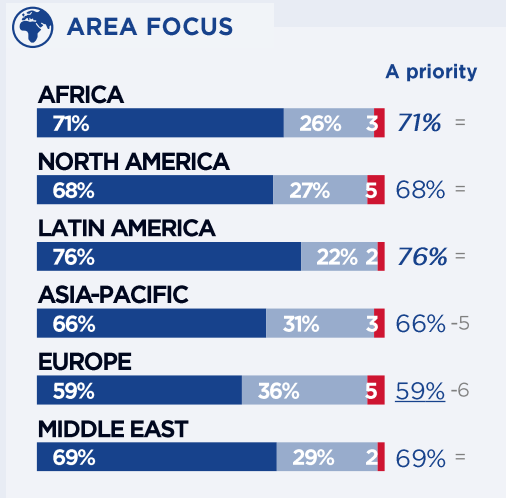 AREA FOCUS
A priority
AFRICA
71% 26% 3 71% =
NORTH AMERICA
68% 27% 5 68% =
LATIN AMERICA
76% 22% 2 76% =
ASIA-PACIFIC
66% 31% 3 66% -5
EUROPE
59% 36% 5 59% -6
MIDDLE EAST
69% 29% 2 69% =